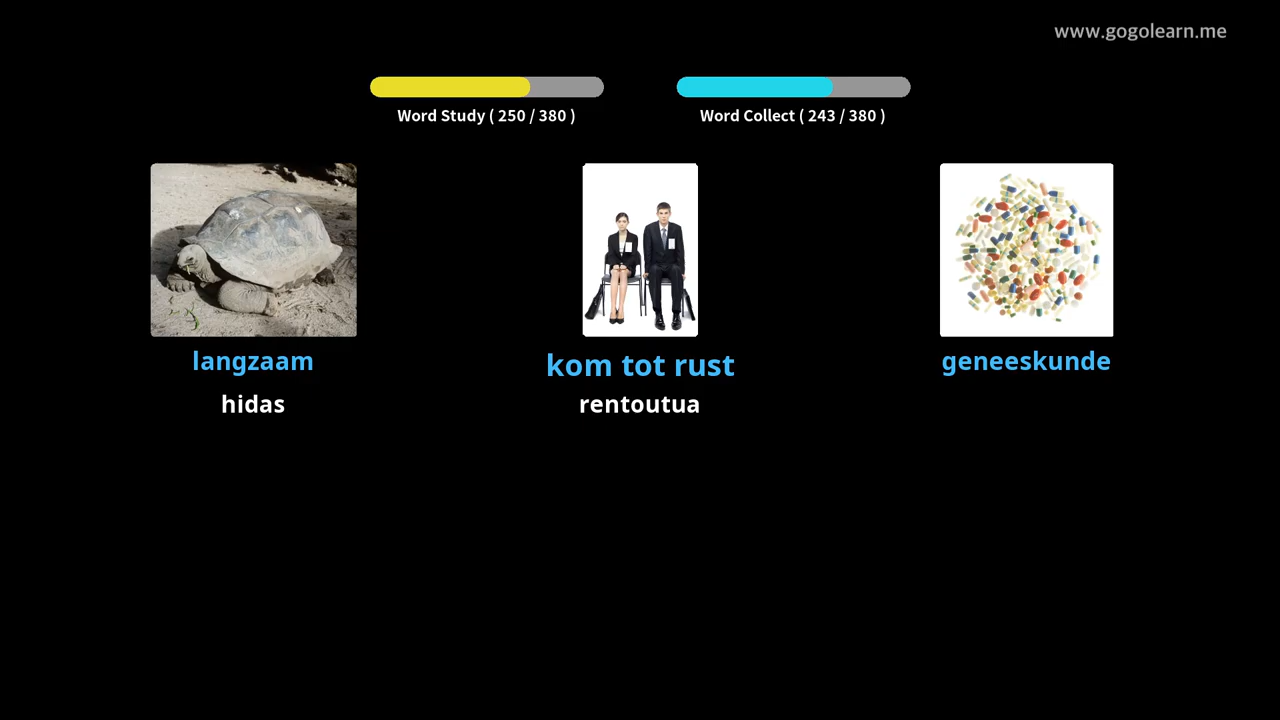 www.gogolearn.me
Word Study ( 250 / 380 )
Word Collect ( 243 / 380 )
langzaam
kom tot rust
geneeskunde
hidas
rentoutua